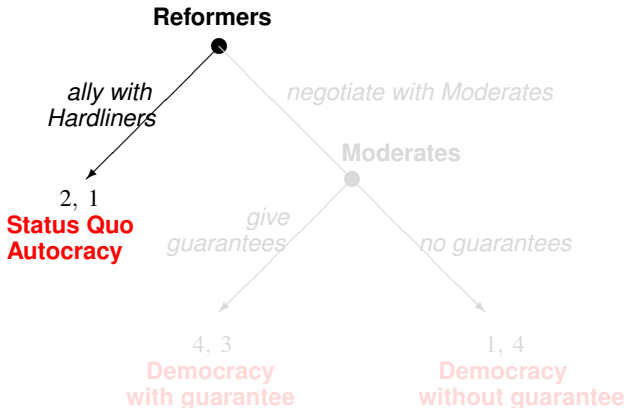 Reformers
ally with
Hardliners
negotiate with Moderates
2, 1
Status Quo
Autocracy
Moderates
give
guarantees
no guarantees
4, 3
Democracy
with guarantee
1, 4
Democracy
without guarantee